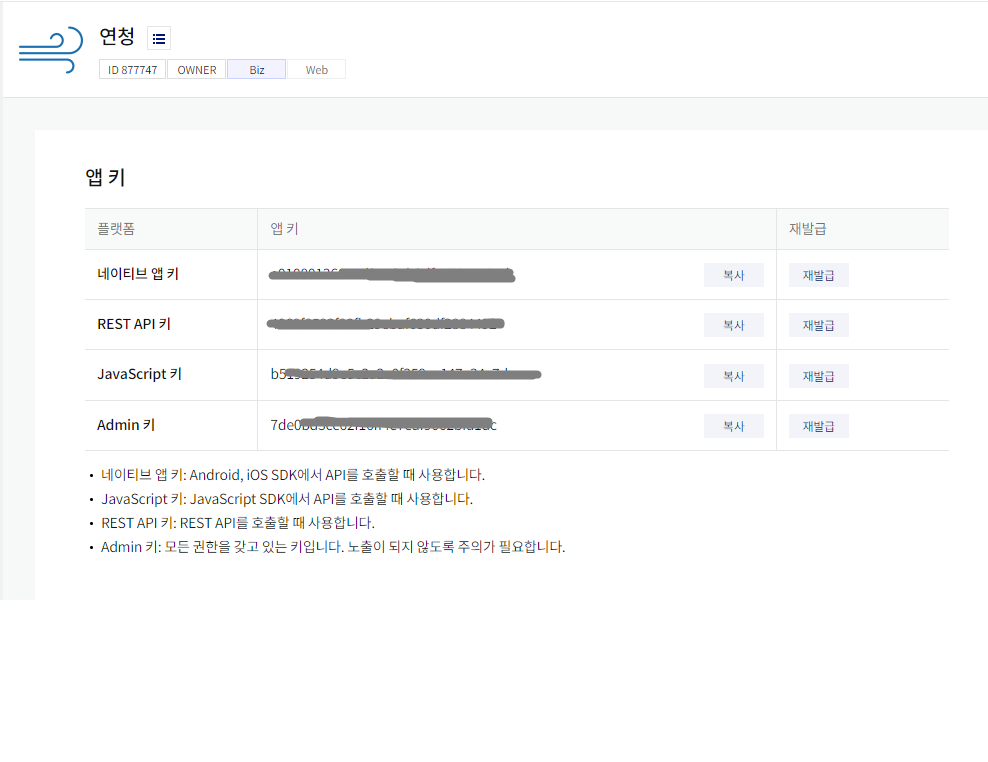 연청
ID 877747 OWNER Biz Web
앱 키
플랫폼 앱 키 재발급
네이티브 앱 키 복사 재발급
REST API 키 복사 재발급
JavaScript 키 복사 재발급
Admin 키 복사 재발급
• 네이티브 앱 키: Android, iOS SDK에서 API를 호출할 때 사용합니다.
• JavaScript 키: JavaScript SDK에서 API를 호출할 때 사용합니다.
• REST API 키: REST API를 호출할 때 사용합니다.
• Admin 키: 모든 권한을 갖고 있는 키입니다. 노출이 되지 않도록 주의가 필요합니다.